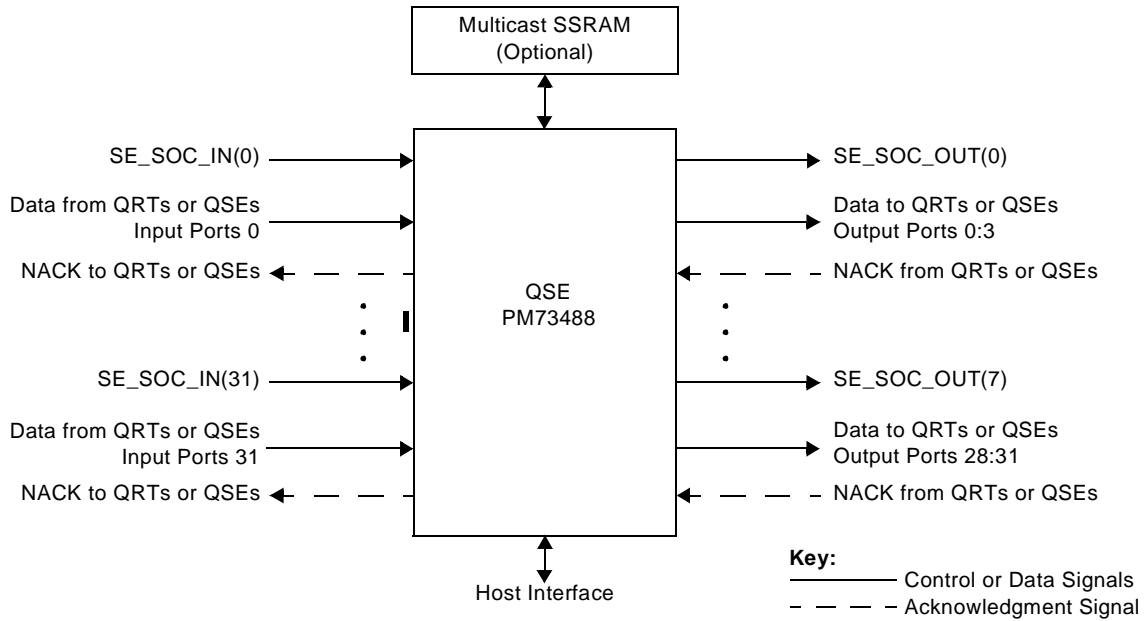 Multicast SSRAM
(Optional)
SE_SOC_IN(0)
SE_SOC_OUT(0)
Data from QRTs or QSEs
Input Ports 0
Data to QRTs or QSEs
Output Ports 0:3
NACK to QRTs or QSEs
NACK from QRTs or QSEs
QSE
PM73488
SE_SOC_IN(31)
SE_SOC_OUT(7)
Data from QRTs or QSEs
Input Ports 31
Data to QRTs or QSEs
Output Ports 28:31
NACK to QRTs or QSEs
NACK from QRTs or QSEs
Host Interface
Key:
Control or Data Signals
Acknowledgment Signal